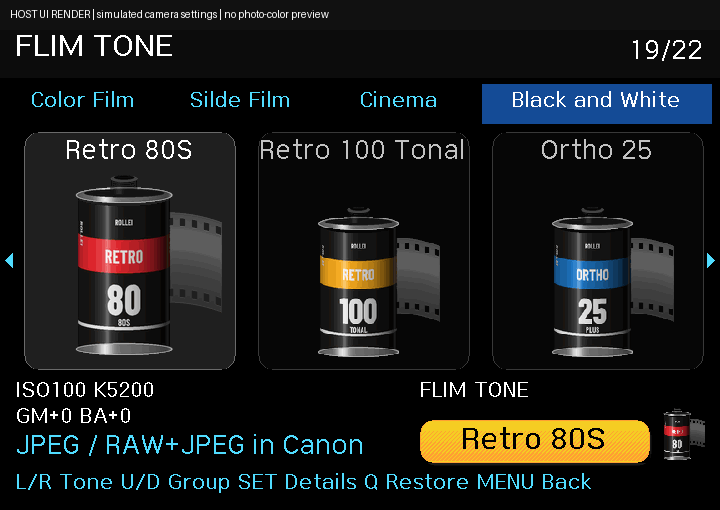 HOST UI RENDER | simulated camera settings | no photo-color preview
FLIM TONE
19/22
Color Film
Silde Film
Cinema
Black and White
Retro 80S
Retro 100 Tonal
Ortho 25
ROLLEI
RETRO
80
80S
ROLLEI
RETRO
100
TONAL
ROLLEI
ORTHO
25
PLUS
ISO100 K5200
GM+0 BA+0
JPEG / RAW+JPEG in Canon
FLIM TONE
Retro 80S
RETRO
80
L/R Tone U/D Group SET Details Q Restore MENU Back